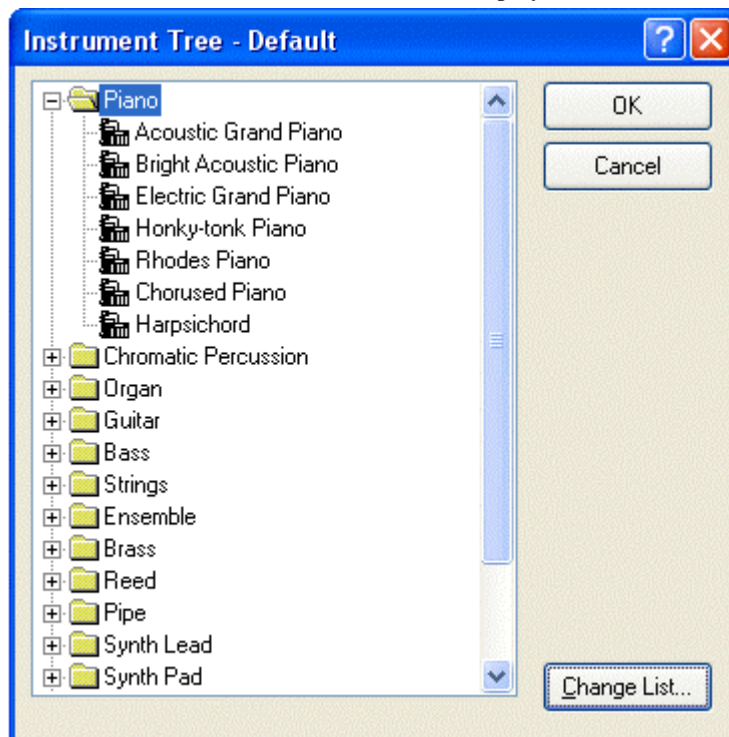 Instrument Tree - Default
Piano
Acoustic Grand Piano
Bright Acoustic Piano
Electric Grand Piano
Honky-tonk Piano
Rhodes Piano
Chorused Piano
Harpsichord
Chromatic Percussion
Organ
Guitar
Bass
Strings
Ensemble
Brass
Reed
Pipe
Synth Lead
Synth Pad
OK
Cancel
Change List...